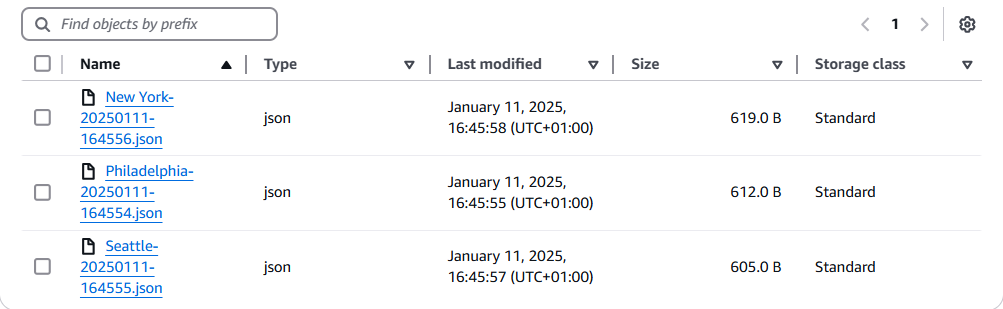 Find objects by prefix
1
Name Type Last modified Size Storage class
New York-
20250111-
164556.json
json
January 11, 2025,
16:45:58 (UTC+01:00)
619.0 B
Standard
Philadelphia-
20250111-
164554.json
json
January 11, 2025,
16:45:55 (UTC+01:00)
612.0 B
Standard
Seattle-
20250111-
164555.json
json
January 11, 2025,
16:45:57 (UTC+01:00)
605.0 B
Standard